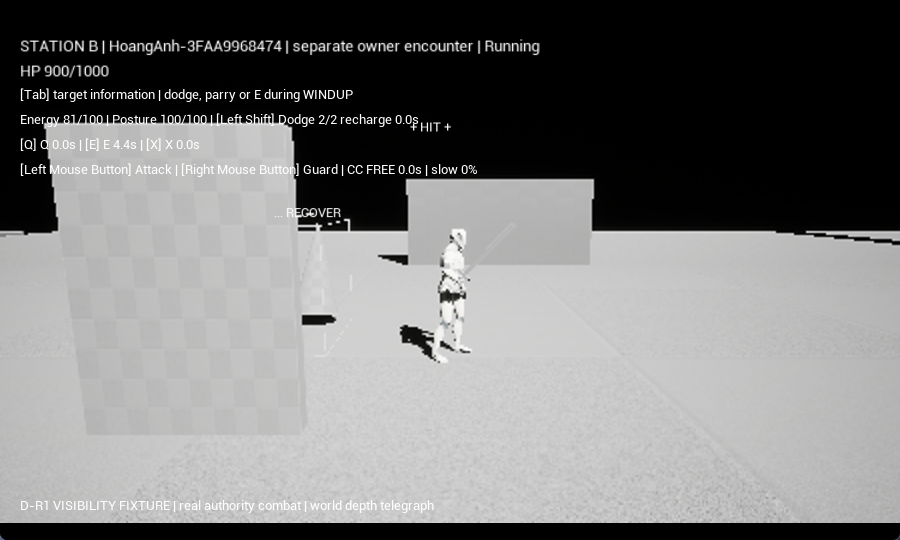 STATION B | HoangAnh-3FAA9968474 | separate owner encounter | Running
HP 900/1000
[Tab] target information | dodge, parry or E during WINDUP
Energy 81/100 | Posture 100/100 | [Left Shift] Dodge 2/2 recharge 0.0s
+ HIT +
[Q] Q 0.0s | [E] E 4.4s | [X] X 0.0s
[Left Mouse Button] Attack | [Right Mouse Button] Guard | CC FREE 0.0s | slow 0%
... RECOVER
D-R1 VISIBILITY FIXTURE | real authority combat | world depth telegraph